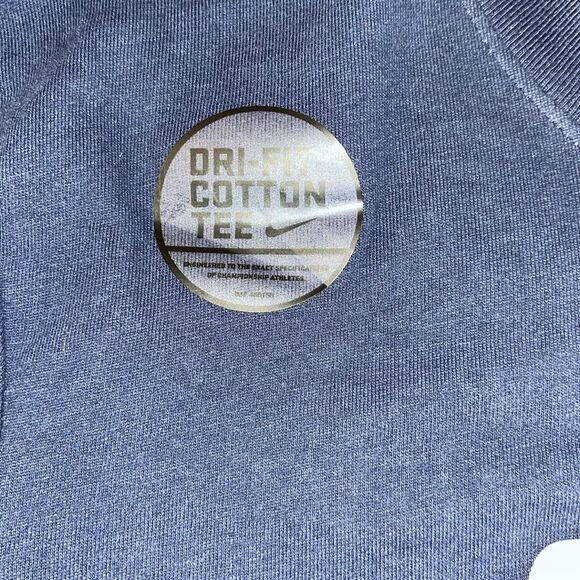 DRI-FIT
COTTON
TEE
ENGINEERED TO THE EXACT SPECIFICATIONS
OF CHAMPIONSHIP ATHLETES